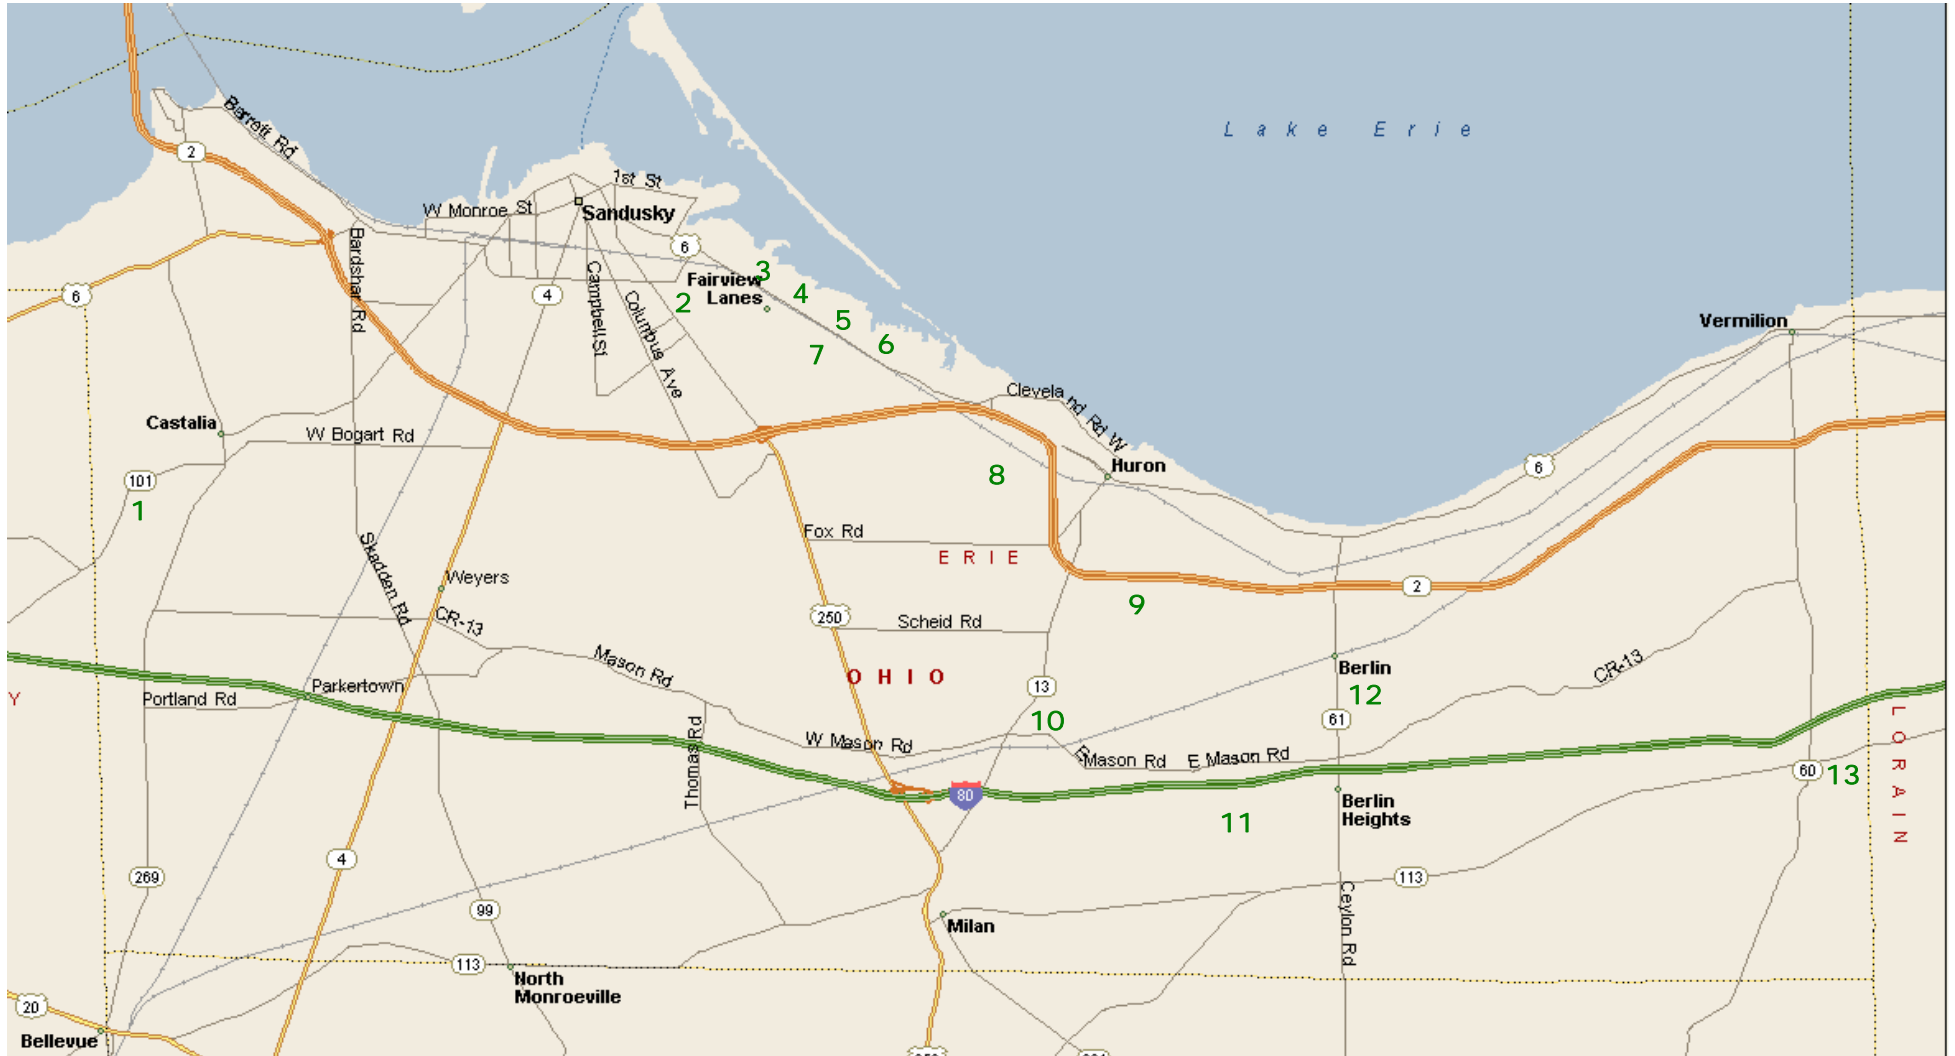 Lake Erie
Barrett Rd
2
1st St
W Monroe St
Sandusky
6
Bardshar Rd
3
Fairview
Lanes
6
4
2
4
Campbell St
Columbus Ave
5
7
6
Vermilion
Cleveland Rd W
Castalia
W Bogart Rd
Huron
6
101
8
1
Fox Rd
ERIE
Skadden Rd
Weyers
2
9
CR-13
250
Scheid Rd
Mason Rd
Berlin
CR-13
OHIO
Y
Parkertown
13
12
Portland Rd
61
10
LORAIN
Thomas Rd
W Mason Rd
E Mason Rd
E Mason Rd
60
13
80
Berlin
Heights
11
4
269
113
Ceylon Rd
99
Milan
113
North
Monroeville
20
Bellevue